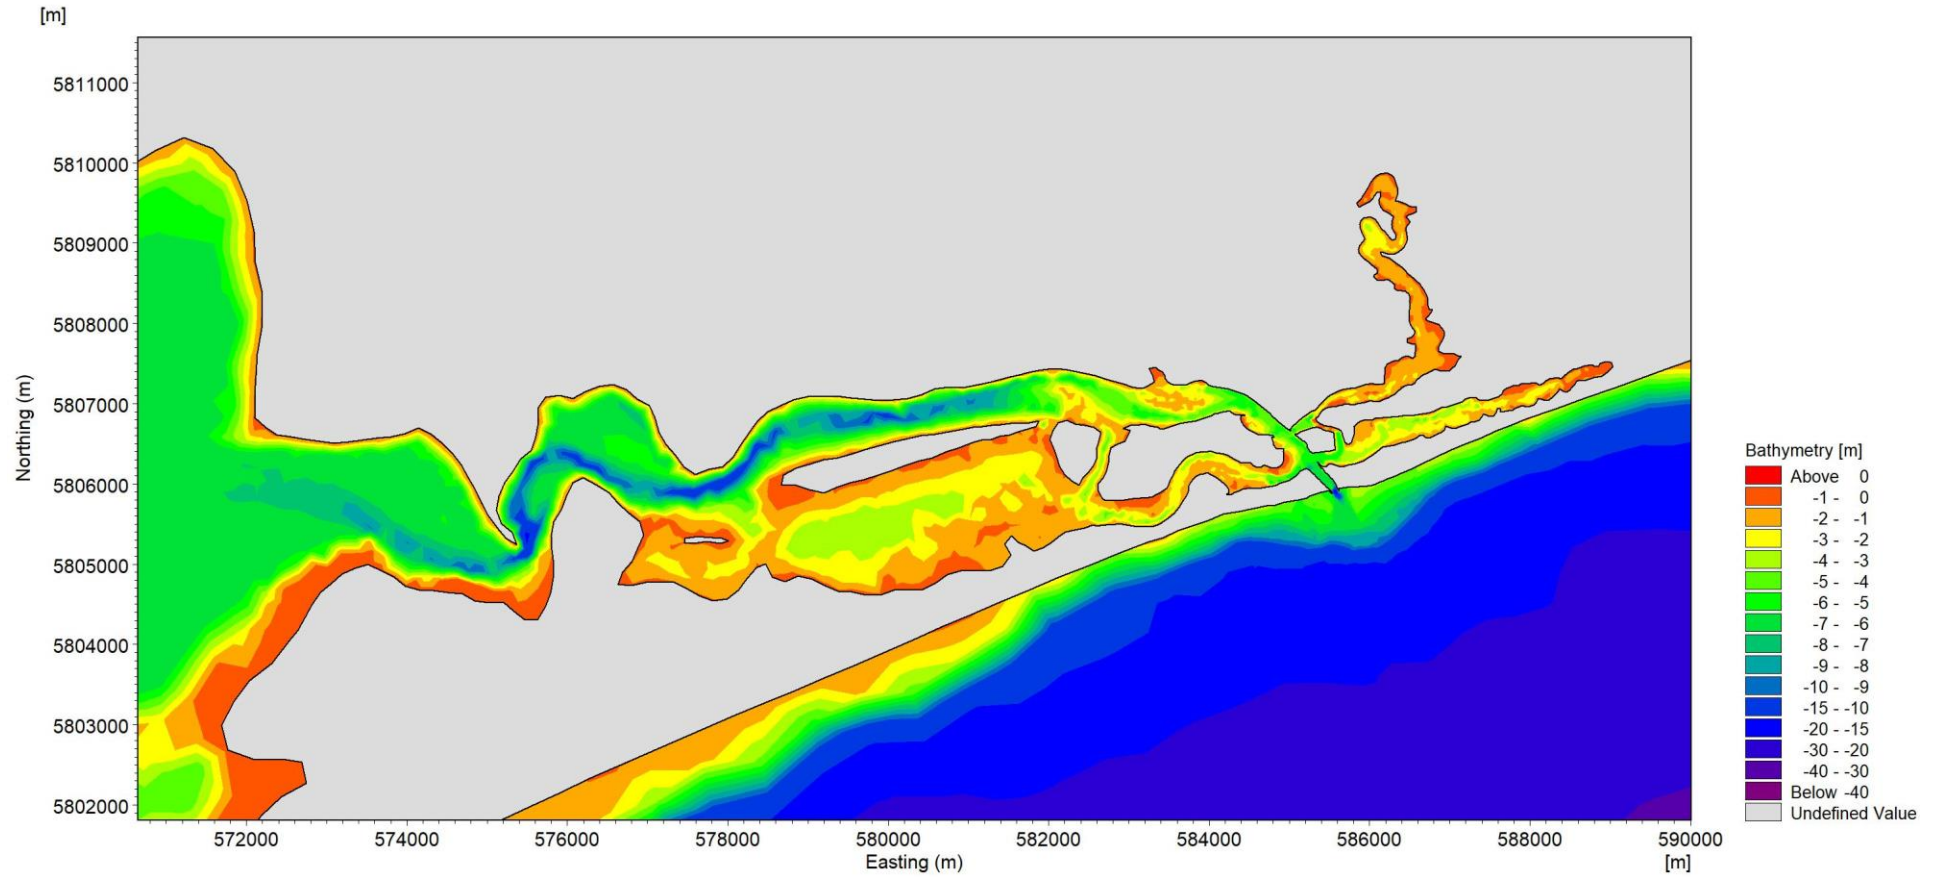 [m]
5811000
5810000
5809000
5808000
5807000
5806000
5805000
5804000
5803000
5802000
Northing (m)
572000 574000 576000 578000 580000 582000 584000 586000 588000 590000
Easting (m)
[m]
Bathymetry [m]
Above 0
-1 - 0
-2 - -1
-3 - -2
-4 - -3
-5 - -4
-6 - -5
-7 - -6
-8 - -7
-9 - -8
-10 - -9
-15 - -10
-20 - -15
-30 - -20
-40 - -30
Below -40
Undefined Value